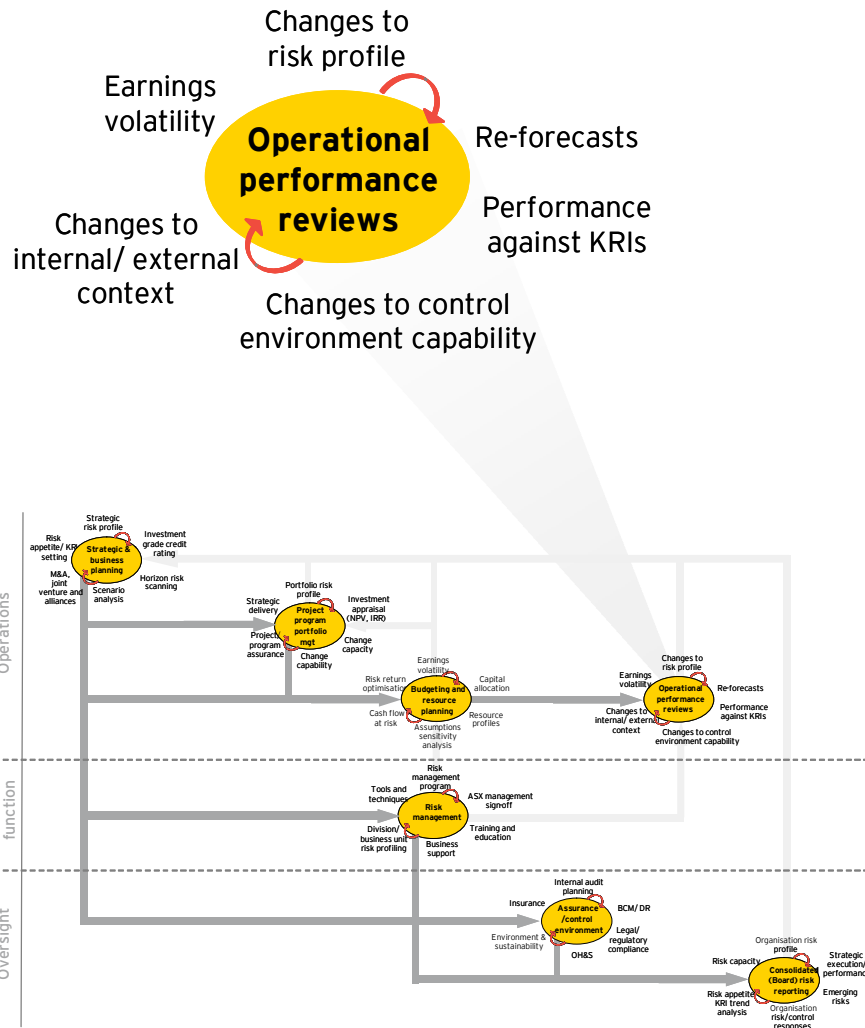 Changes to
risk profile
Earnings
volatility
Operational
performance
reviews
Re-forecasts
Performance
against KRIs
Changes to
internal/ external
context
Changes to control
environment capability
Operations
Strategic
risk profile
Risk
appetite/ KRI
setting
Investment
grade credit
rating
Strategic &
business
planning
M&A,
joint
venture and
alliances
Scenario
analysis
Horizon risk
scanning
Portfolio risk
profile
Strategic
delivery
Investment
appraisal
(NPV, IRR)
Project
program
portfolio
mgt
Project/
program
assurance
Change
capability
Change
capacity
Earnings
volatility
Risk return
optimisation
Capital
allocation
Budgeting and
resource
planning
Cash flow
at risk
Assumptions
sensitivity
analysis
Resource
profiles
Changes to
risk profile
Earnings
volatility
Re-forecasts
Operational
performance
reviews
Performance
against KRIs
Changes to
internal/ external
context
Changes to control
environment capability
function
Risk
management
program
Tools and
techniques
ASX management
sign-off
Risk
management
Division/
business unit
risk profiling
Business
support
Training and
education
Oversight
Internal audit
planning
Insurance
BCM/ DR
Assurance
/control
environment
Environment &
sustainability
OH&S
Legal/
regulatory
compliance
Organisation risk
profile
Risk capacity
Strategic
execution/
performance
Consolidated
(Board) risk
reporting
Risk appetite/
KRI trend
analysis
Organisation
risk/control
responses
Emerging
risks